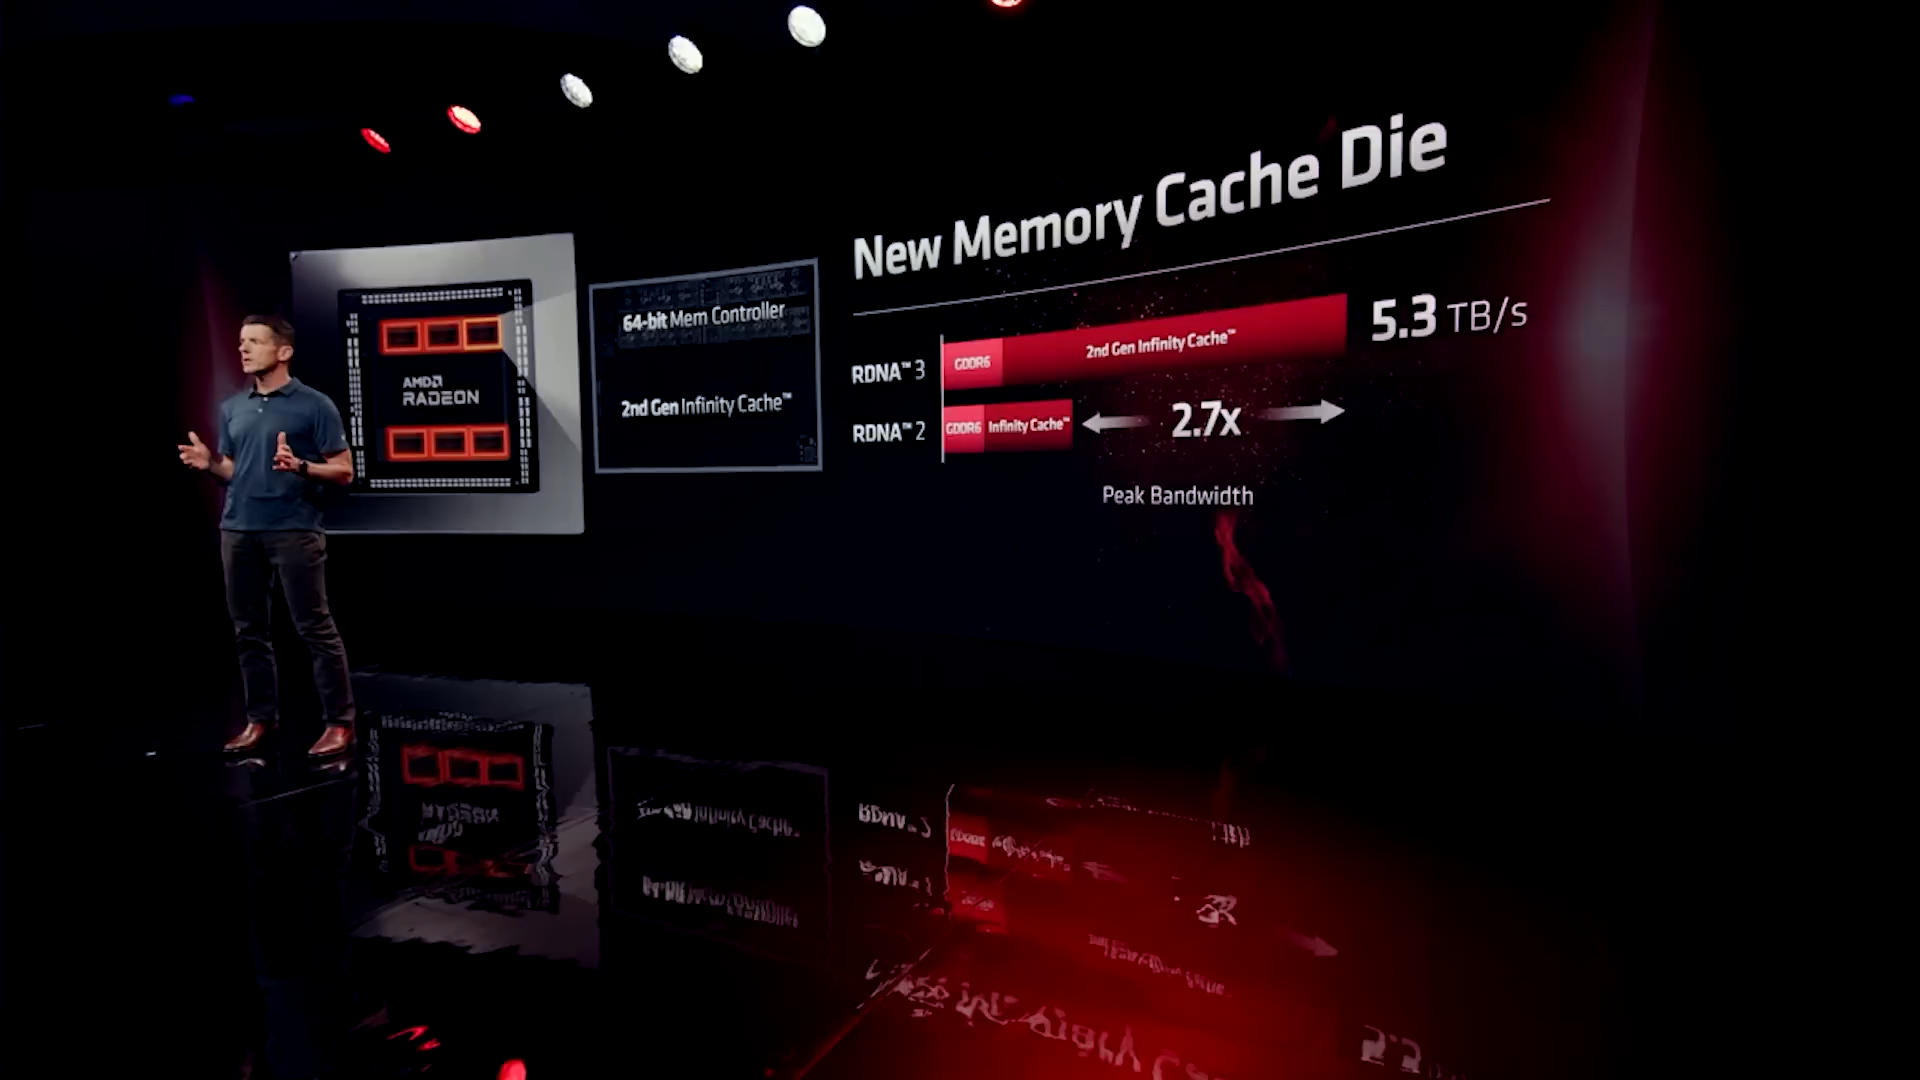 New Memory Cache Die
64-bit Mem Controller
2nd Gen Infinity Cache™
AMD
RADEON
RDNA™ 3
GDDR6
2nd Gen Infinity Cache™
5.3 TB/s
RDNA™ 2
GDDR6
Infinity Cache™
2.7x
Peak Bandwidth